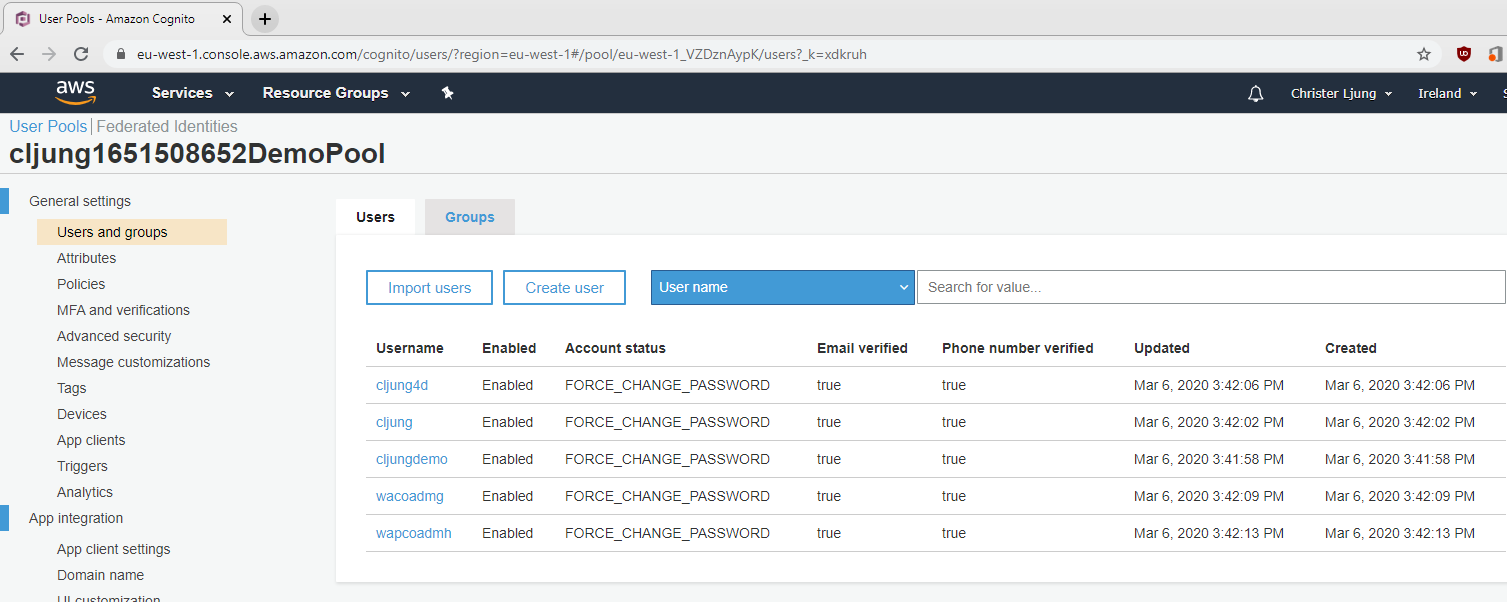 User Pools - Amazon Cognito
eu-west-1.console.aws.amazon.com/cognito/users/?region=eu-west-1#/pool/eu-west-1_VZDznAypK/users?_k=xdkruh
aws Services Resource Groups Christer Ljung Ireland
User Pools | Federated Identities
cljung1651508652DemoPool
General settings
Users and groups
Attributes
Policies
MFA and verifications
Advanced security
Message customizations
Tags
Devices
App clients
Triggers
Analytics
App integration
App client settings
Domain name
UI customization
Users Groups
Import users Create user User name Search for value...
Username Enabled Account status Email verified Phone number verified Updated Created
cljung4d Enabled FORCE_CHANGE_PASSWORD true true Mar 6, 2020 3:42:06 PM Mar 6, 2020 3:42:06 PM
cljung Enabled FORCE_CHANGE_PASSWORD true true Mar 6, 2020 3:42:02 PM Mar 6, 2020 3:42:02 PM
cljungdemo Enabled FORCE_CHANGE_PASSWORD true true Mar 6, 2020 3:41:58 PM Mar 6, 2020 3:41:58 PM
wacoadmg Enabled FORCE_CHANGE_PASSWORD true true Mar 6, 2020 3:42:09 PM Mar 6, 2020 3:42:09 PM
wapcoadmh Enabled FORCE_CHANGE_PASSWORD true true Mar 6, 2020 3:42:13 PM Mar 6, 2020 3:42:13 PM